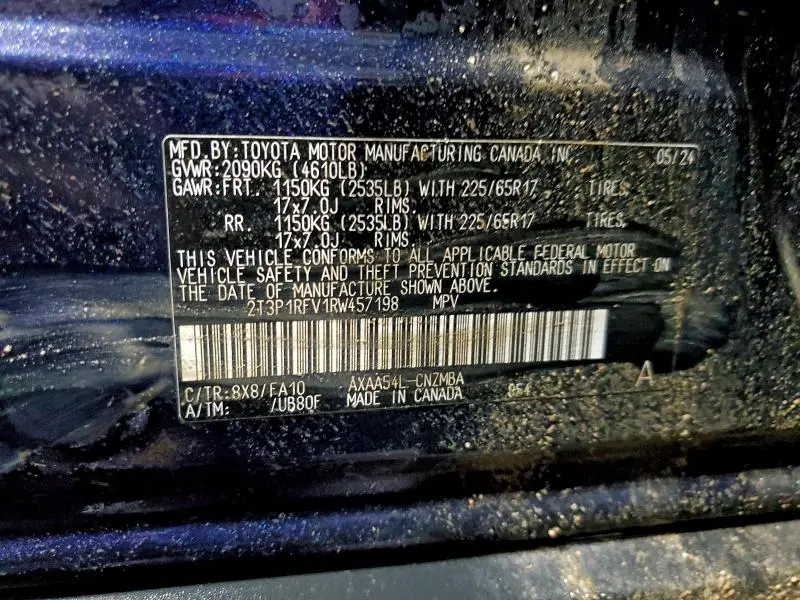 MFD. BY: TOYOTA MOTOR MANUFACTURING CANADA INC. 05/24
GVWR: 2090KG (4610LB)
GAWR: FRT. 1150KG (2535LB) WITH 225/65R17 TIRES,
17x7.0J RIMS.
RR. 1150KG (2535LB) WITH 225/65R17 TIRES,
17x7.0J RIMS.
THIS VEHICLE CONFORMS TO ALL APPLICABLE FEDERAL MOTOR
VEHICLE SAFETY AND THEFT PREVENTION STANDARDS IN EFFECT ON
THE DATE OF MANUFACTURE SHOWN ABOVE.
2T3P1RFV1RW457198 MPV
C/TR: 8X8/FA10 AXAA54L-CNZMBA 854 A
A/TM: /UB80F MADE IN CANADA